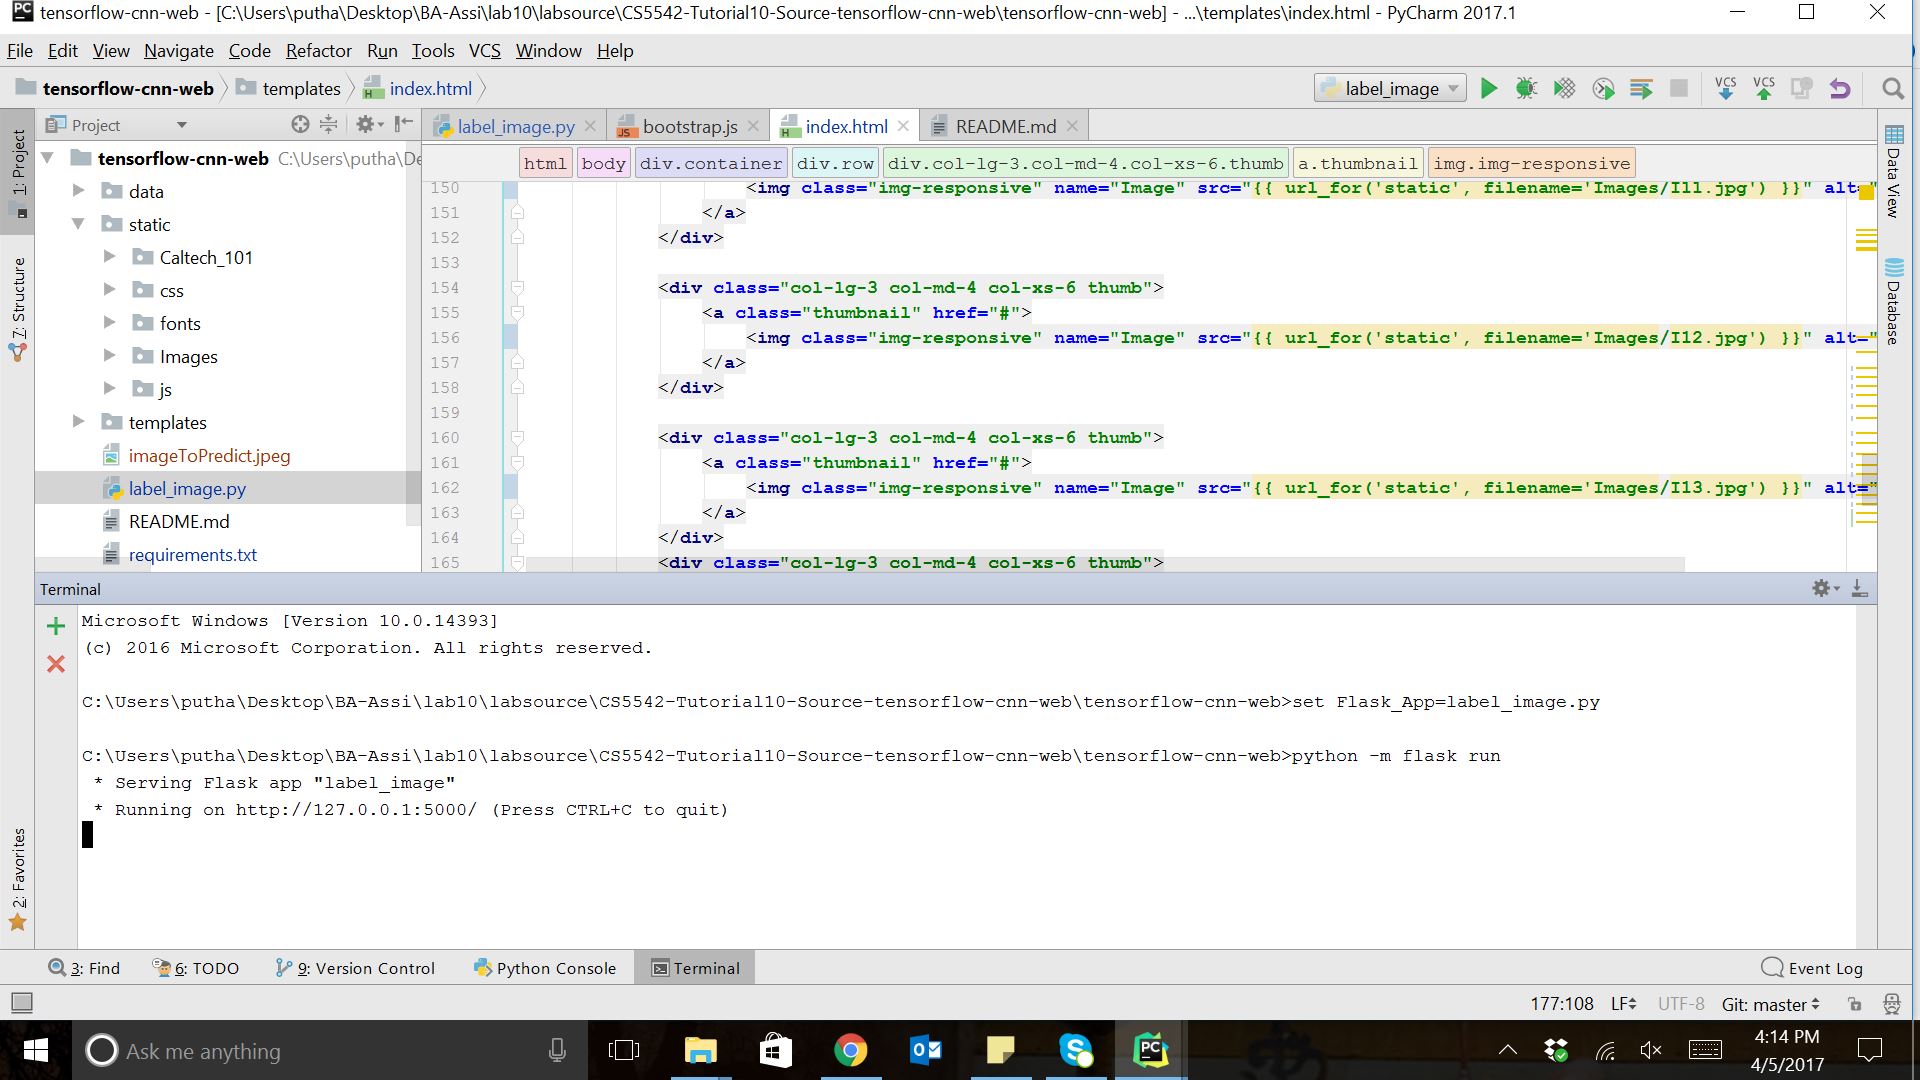 tensorflow-cnn-web - [C:\Users\putha\Desktop\BA-Assi\lab10\labsource\CS5542-Tutorial10-Source-tensorflow-cnn-web\tensorflow-cnn-web] - ...\templates\index.html - PyCharm 2017.1
File Edit View Navigate Code Refactor Run Tools VCS Window Help
tensorflow-cnn-web templates index.html label_image VCS VCS
Project label_image.py bootstrap.js index.html README.md
html body div.container div.row div.col-lg-3.col-md-4.col-xs-6.thumb a.thumbnail img.img-responsive
1: Project
7: Structure
2: Favorites
tensorflow-cnn-web C:\Users\putha\De
data
static
Caltech_101
css
fonts
Images
js
templates
imageToPredict.jpeg
label_image.py
README.md
requirements.txt
150 <img class="img-responsive" name="Image" src="{{ url_for('static', filename='Images/I11.jpg') }}" alt="
151 </a>
152 </div>
153
154 <div class="col-lg-3 col-md-4 col-xs-6 thumb">
155 <a class="thumbnail" href="#">
156 <img class="img-responsive" name="Image" src="{{ url_for('static', filename='Images/I12.jpg') }}" alt="
157 </a>
158 </div>
159
160 <div class="col-lg-3 col-md-4 col-xs-6 thumb">
161 <a class="thumbnail" href="#">
162 <img class="img-responsive" name="Image" src="{{ url_for('static', filename='Images/I13.jpg') }}" alt="
163 </a>
164 </div>
165 <div class="col-lg-3 col-md-4 col-xs-6 thumb">
Data View
Database
Terminal
Microsoft Windows [Version 10.0.14393]
(c) 2016 Microsoft Corporation. All rights reserved.
C:\Users\putha\Desktop\BA-Assi\lab10\labsource\CS5542-Tutorial10-Source-tensorflow-cnn-web\tensorflow-cnn-web>set Flask_App=label_image.py
C:\Users\putha\Desktop\BA-Assi\lab10\labsource\CS5542-Tutorial10-Source-tensorflow-cnn-web\tensorflow-cnn-web>python -m flask run
* Serving Flask app "label_image"
* Running on http://127.0.0.1:5000/ (Press CTRL+C to quit)
3: Find 6: TODO 9: Version Control Python Console Terminal Event Log
177:108 LF UTF-8 Git: master
Ask me anything
4:14 PM
4/5/2017